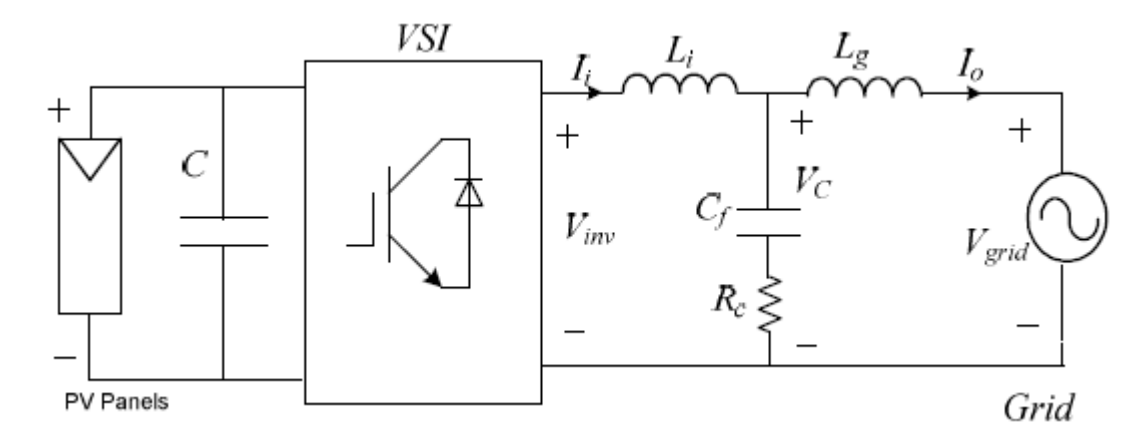 VSI
I_i
L_i
L_g
I_o
+
+
+
+
C
V_inv
C_f
V_C
V_grid
R_c
−
−
−
−
PV Panels
Grid